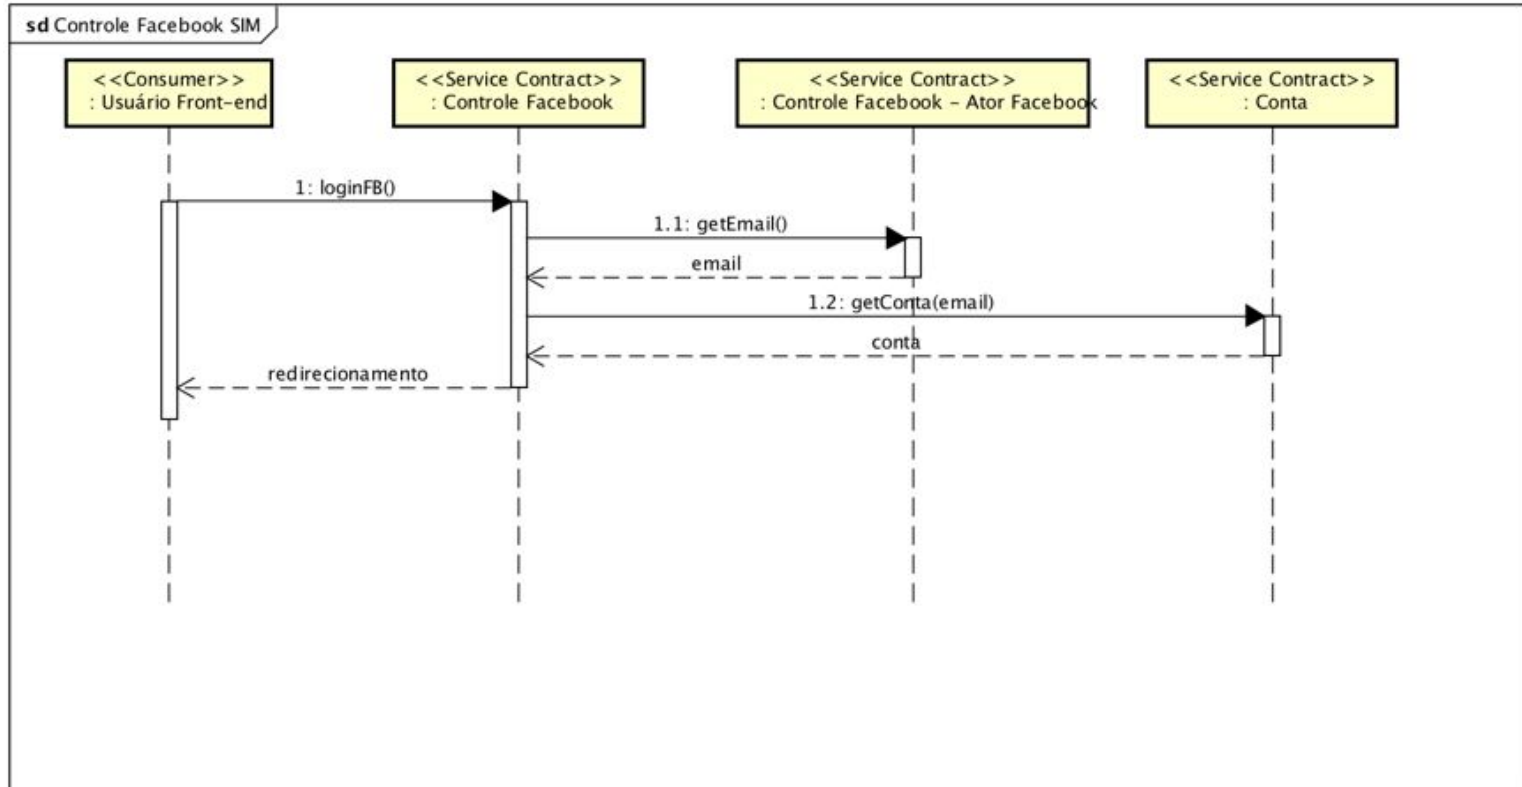 sd Controle Facebook SIM
<<Consumer>>
: Usuário Front-end
<<Service Contract>>
: Controle Facebook
<<Service Contract>>
: Controle Facebook - Ator Facebook
<<Service Contract>>
: Conta
1: loginFB()
1.1: getEmail()
email
1.2: getConta(email)
conta
redirecionamento